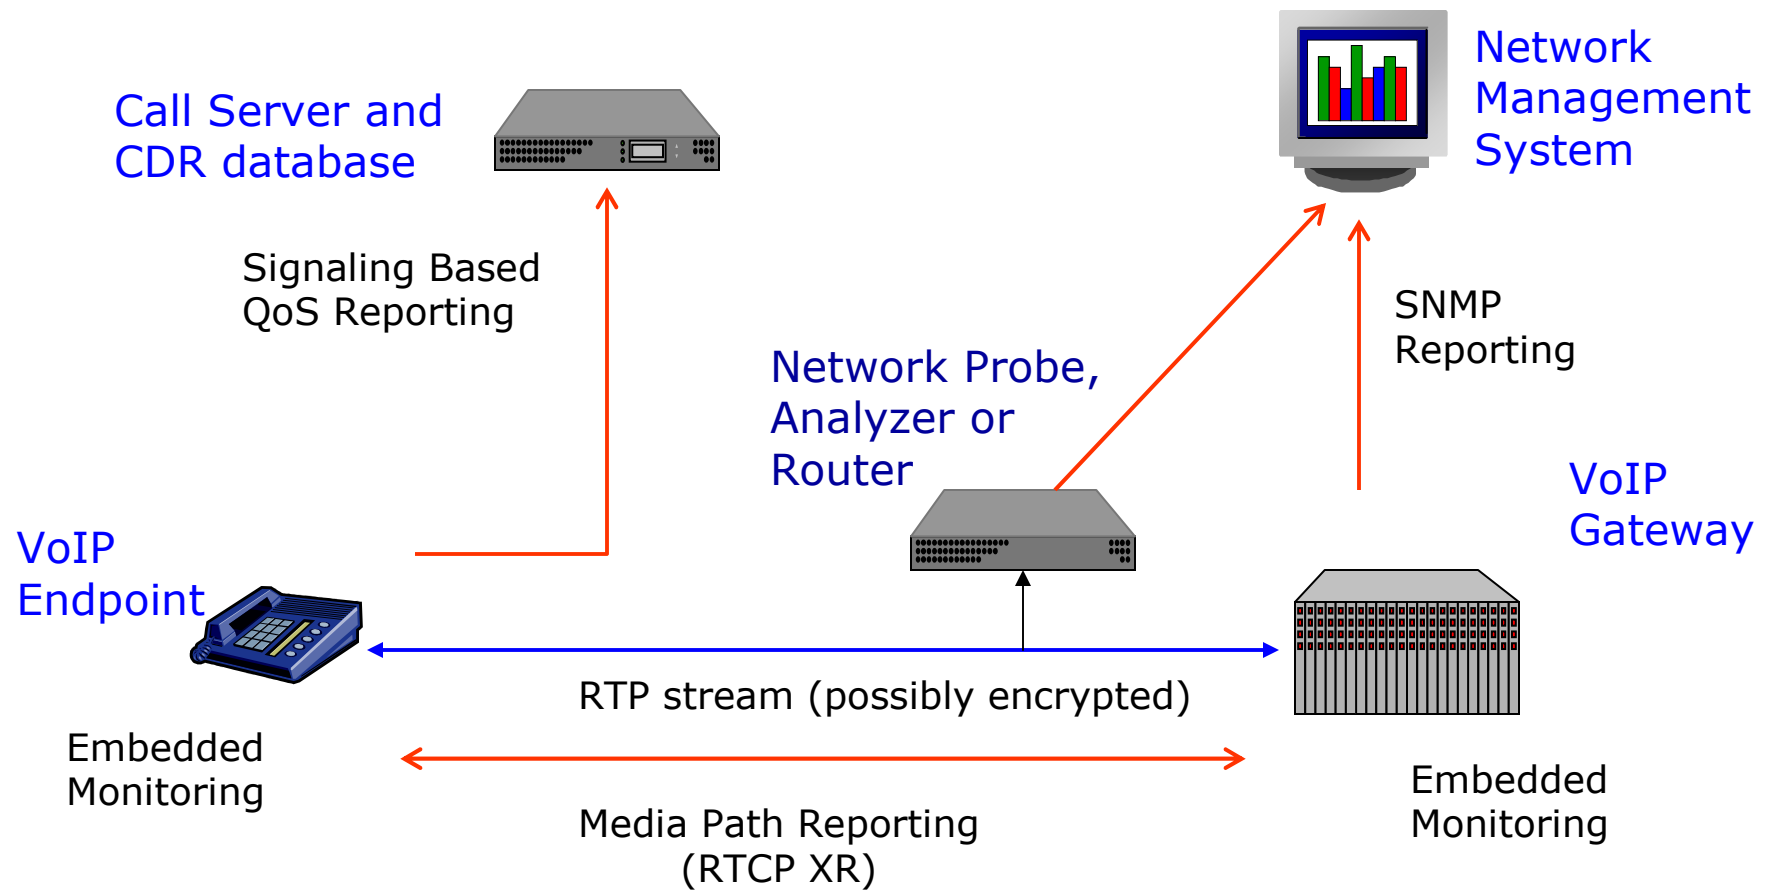 Call Server and
CDR database
Network
Management
System
Signaling Based
QoS Reporting
SNMP
Reporting
Network Probe,
Analyzer or
Router
VoIP
Gateway
VoIP
Endpoint
RTP stream (possibly encrypted)
Embedded
Monitoring
Embedded
Monitoring
Media Path Reporting
(RTCP XR)